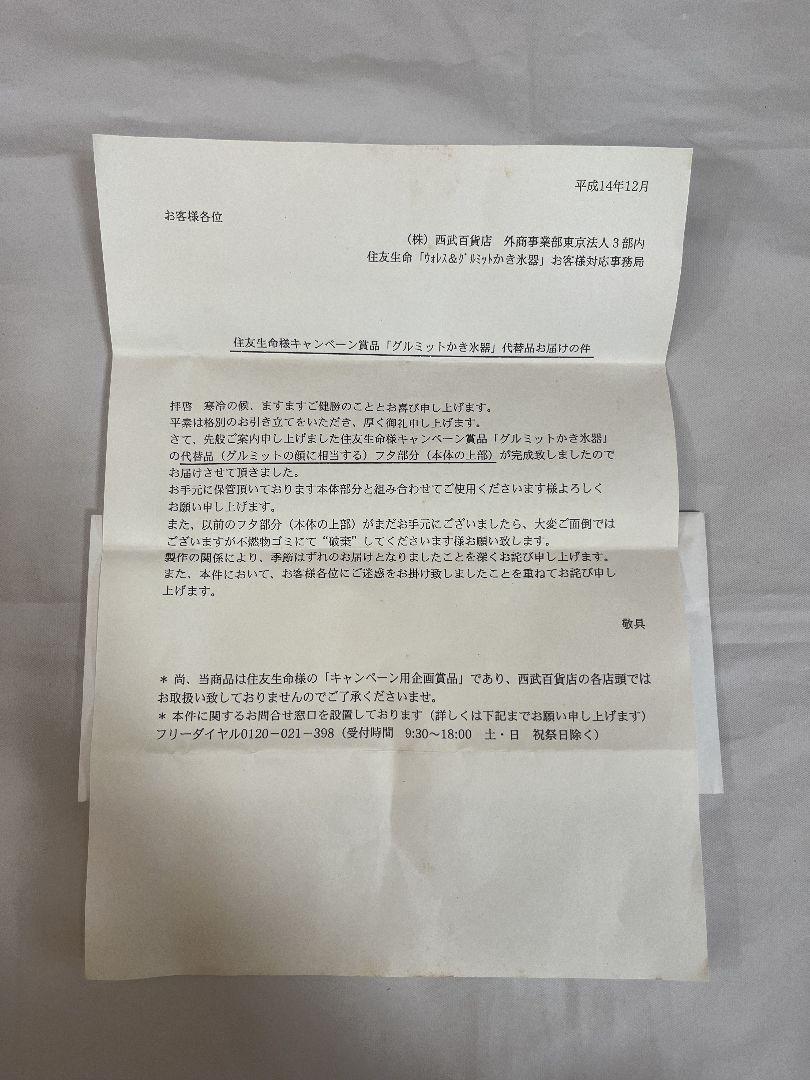 平成14年12月
お客様各位
（株）西武百貨店　外商事業部東京法人３部内
住友生命「ｳｫﾚｽ＆ｸﾞﾙﾐｯﾄかき氷器」お客様対応事務局
住友生命様キャンペーン賞品「グルミットかき氷器」代替品お届けの件
拝啓　寒冷の候、ますますご健勝のこととお喜び申し上げます。
平業は格別のお引き立てをいただき、厚く御礼申し上げます。
さて、先般ご案内申し上げました住友生命様キャンペーン賞品「グルミットかき氷器」
の代替品（グルミットの顔に相当する）フタ部分（本体の上部）が完成致しましたので
お届けさせて頂きました。
お手元に保管頂いております本体部分と組み合わせてご使用くださいます様よろしく
お願い申し上げます。
また、以前のフタ部分（本体の上部）がまだお手元にございましたら、大変ご面倒では
ございますが不燃物ゴミにて“破棄”してくださいます様お願い致します。
製作の関係により、季節はずれのお届けとなりましたことを深くお詫び申し上げます。
また、本件において、お客様各位にご迷惑をお掛け致しましたことを重ねてお詫び申し
上げます。
敬具
＊ 尚、当商品は住友生命様の「キャンペーン用企画賞品」であり、西武百貨店の各店頭では
お取扱い致しておりませんのでご了承くださいませ。
＊ 本件に関するお問合せ窓口を設置しております（詳しくは下記までお願い申し上げます）
フリーダイヤル0120－021－398（受付時間　9:30～18:00　土・日　祝祭日除く）